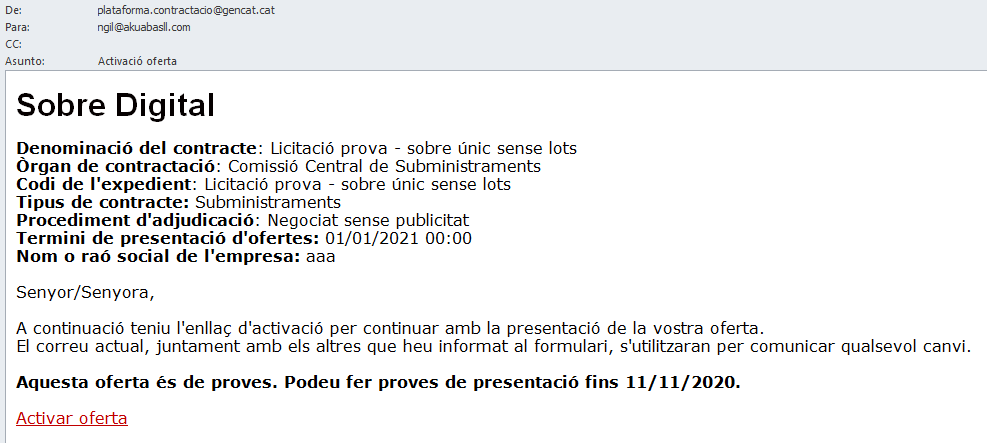 De: plataforma.contractacio@gencat.cat
Para: ngil@akuabasll.com
CC:
Asunto: Activació oferta
Sobre Digital
Denominació del contracte: Licitació prova - sobre únic sense lots
Òrgan de contractació: Comissió Central de Subministraments
Codi de l'expedient: Licitació prova - sobre únic sense lots
Tipus de contracte: Subministraments
Procediment d'adjudicació: Negociat sense publicitat
Termini de presentació d'ofertes: 01/01/2021 00:00
Nom o raó social de l'empresa: aaa
Senyor/Senyora,
A continuació teniu l'enllaç d'activació per continuar amb la presentació de la vostra oferta.
El correu actual, juntament amb els altres que heu informat al formulari, s'utilitzaran per comunicar qualsevol canvi.
Aquesta oferta és de proves. Podeu fer proves de presentació fins 11/11/2020.
Activar oferta